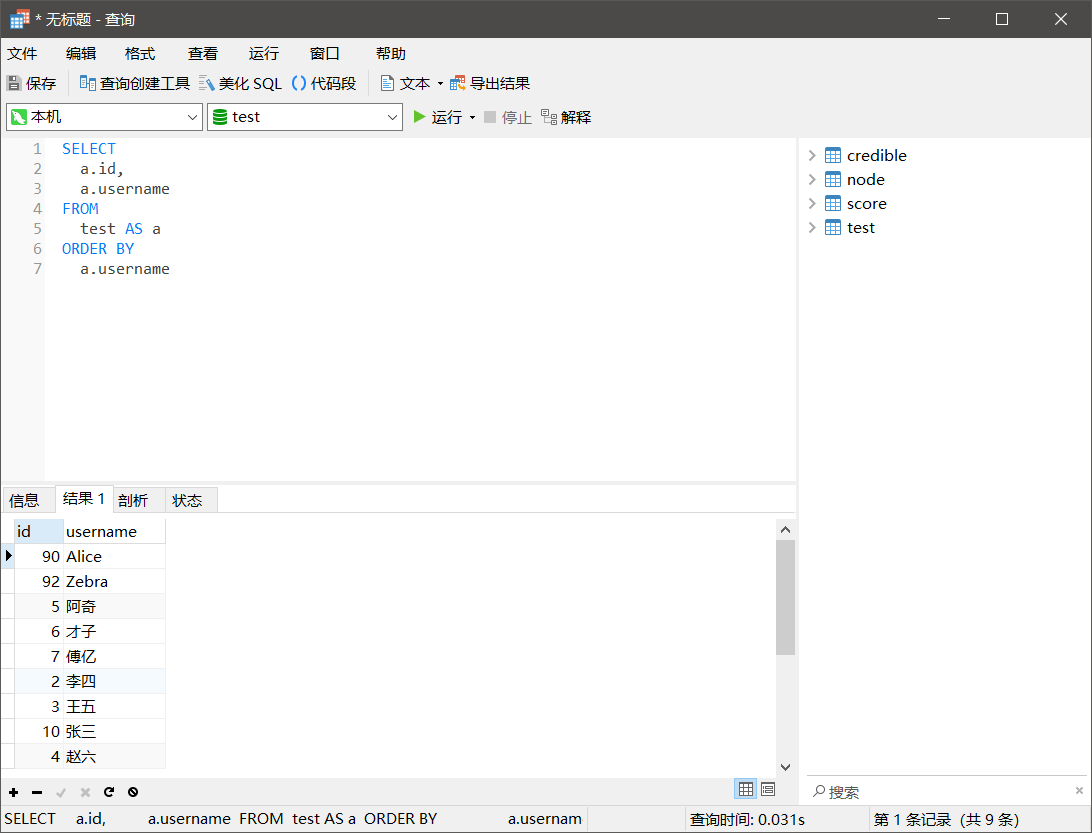 * 无标题 - 查询
文件 编辑 格式 查看 运行 窗口 帮助
保存 查询创建工具 美化 SQL () 代码段 文本 导出结果
本机 test 运行 停止 解释
1 SELECT
2 a.id,
3 a.username
4 FROM
5 test AS a
6 ORDER BY
7 a.username
credible
node
score
test
信息 结果 1 剖析 状态
id username
90 Alice
92 Zebra
5 阿奇
6 才子
7 傅亿
2 李四
3 王五
10 张三
4 赵六
搜索
SELECT a.id, a.username FROM test AS a ORDER BY a.usernam 查询时间: 0.031s 第 1 条记录 (共 9 条)